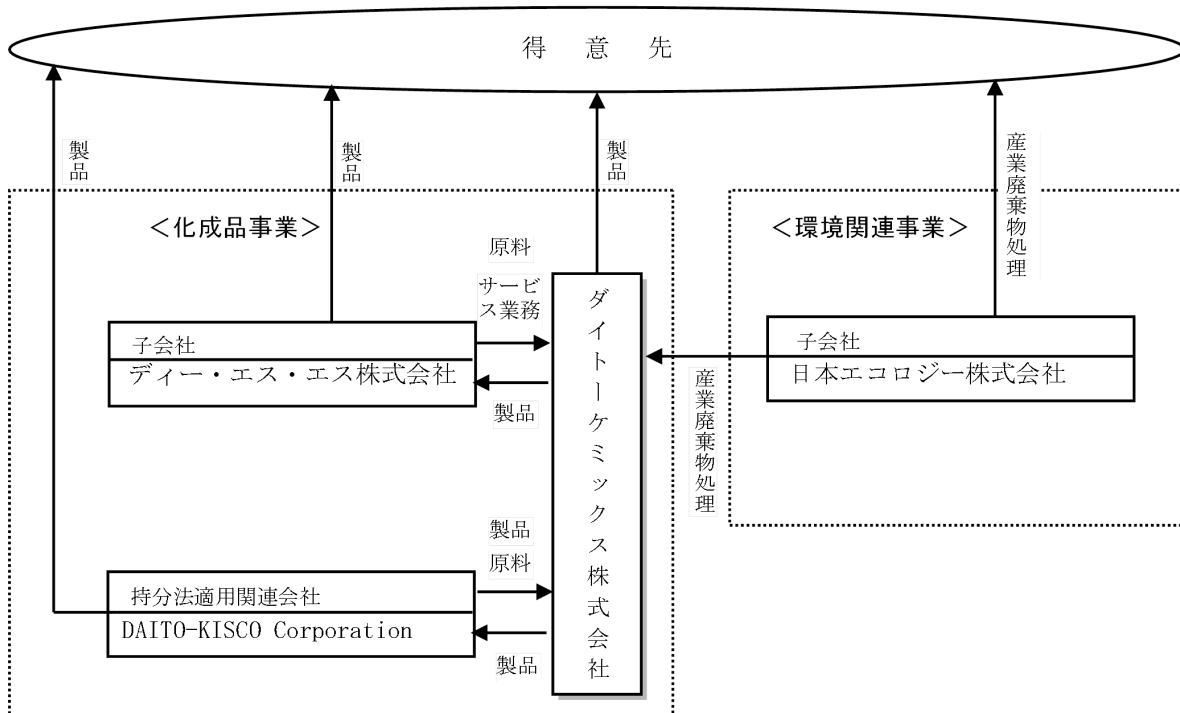 得意先
製品
製品
製品
産業廃棄物処理
＜化成品事業＞
＜環境関連事業＞
原料
サービ
ス業務
子会社
ディー・エス・エス株式会社
製品
ダイトーケミックス株式会社
産業廃棄物処理
子会社
日本エコロジー株式会社
製品
原料
持分法適用関連会社
DAITO-KISCO Corporation
製品